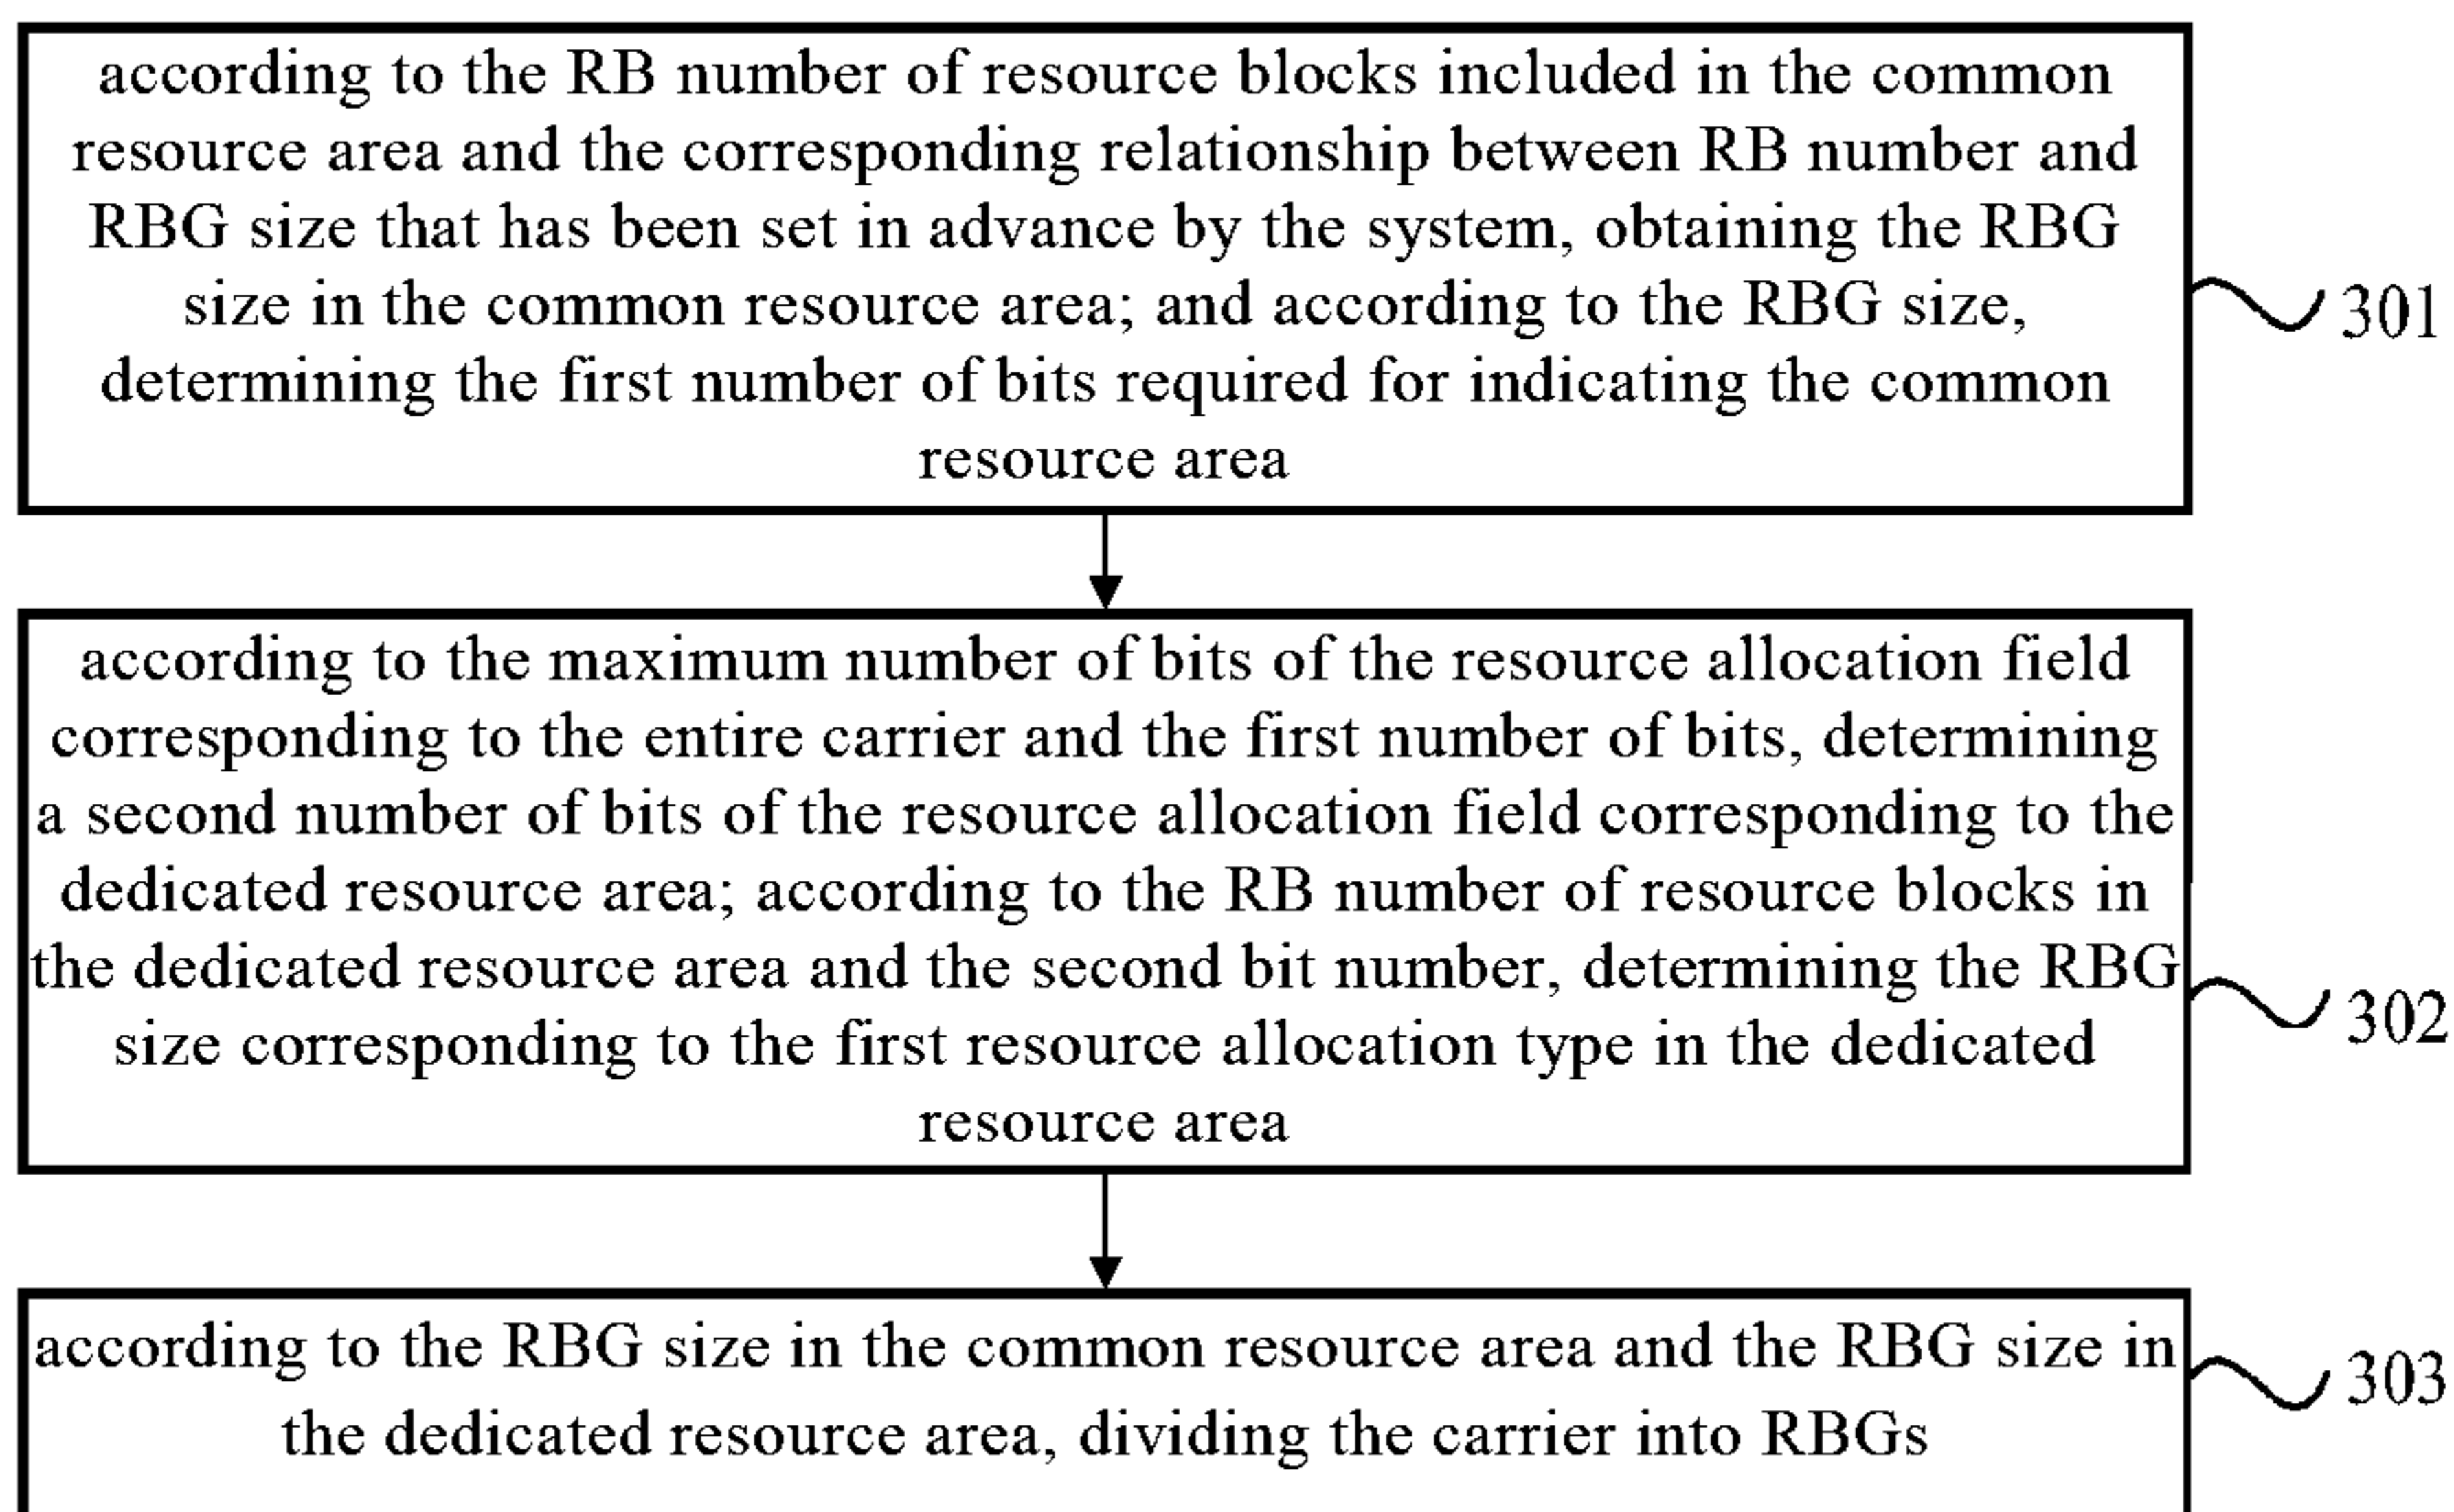 according to the RB number of resource blocks included in the common
resource area and the corresponding relationship between RB number and
RBG size that has been set in advance by the system, obtaining the RBG
size in the common resource area; and according to the RBG size,
determining the first number of bits required for indicating the common
resource area
301
according to the maximum number of bits of the resource allocation field
corresponding to the entire carrier and the first number of bits, determining
a second number of bits of the resource allocation field corresponding to the
dedicated resource area; according to the RB number of resource blocks in
the dedicated resource area and the second bit number, determining the RBG
size corresponding to the first resource allocation type in the dedicated
resource area
302
according to the RBG size in the common resource area and the RBG size in
the dedicated resource area, dividing the carrier into RBGs
303